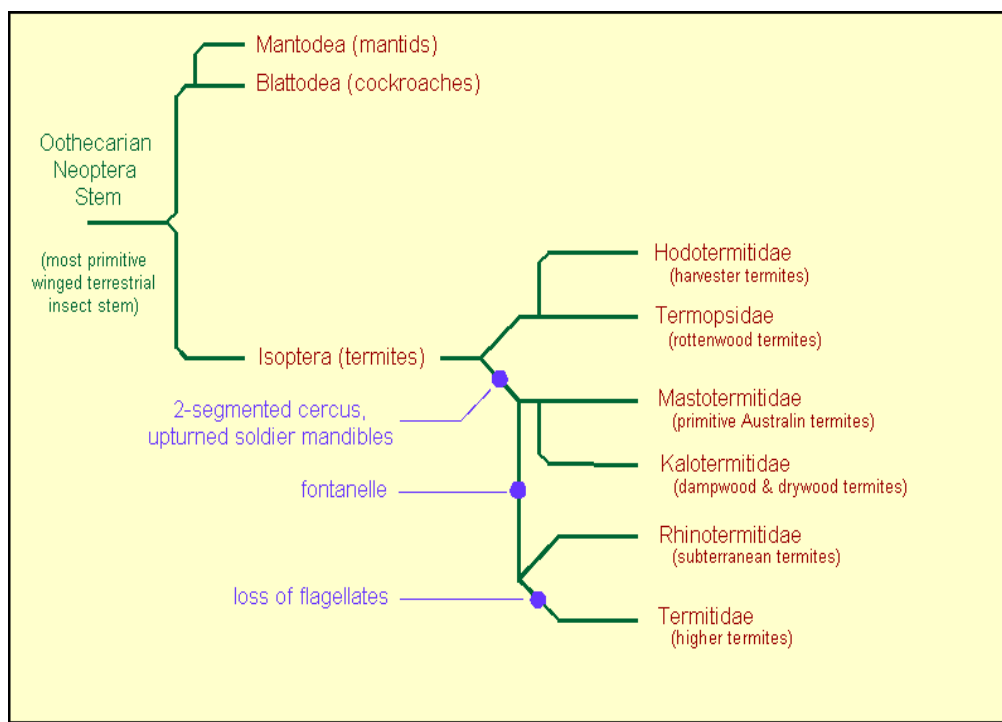 Mantodea (mantids)
Blattodea (cockroaches)
Oothecarian
Neoptera
Stem
(most primitive
winged terrestrial
insect stem)
Isoptera (termites)
2-segmented cercus,
upturned soldier mandibles
fontanelle
loss of flagellates
Hodotermitidae
(harvester termites)
Termopsidae
(rottenwood termites)
Mastotermitidae
(primitive Australin termites)
Kalotermitidae
(dampwood & drywood termites)
Rhinotermitidae
(subterranean termites)
Termitidae
(higher termites)